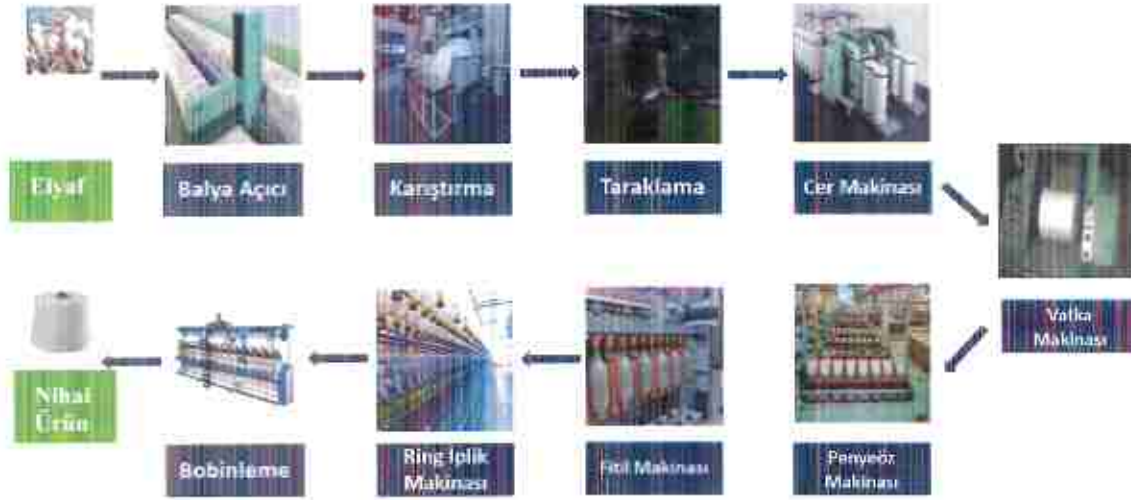 Elyaf
Balya Açıcı
Karıştırma
Taraklama
Cer Makinası
Vatka
Makinası
Penyeöz
Makinası
Fitil Makinası
Ring İplik
Makinası
Bobinleme
Nihai
Ürün